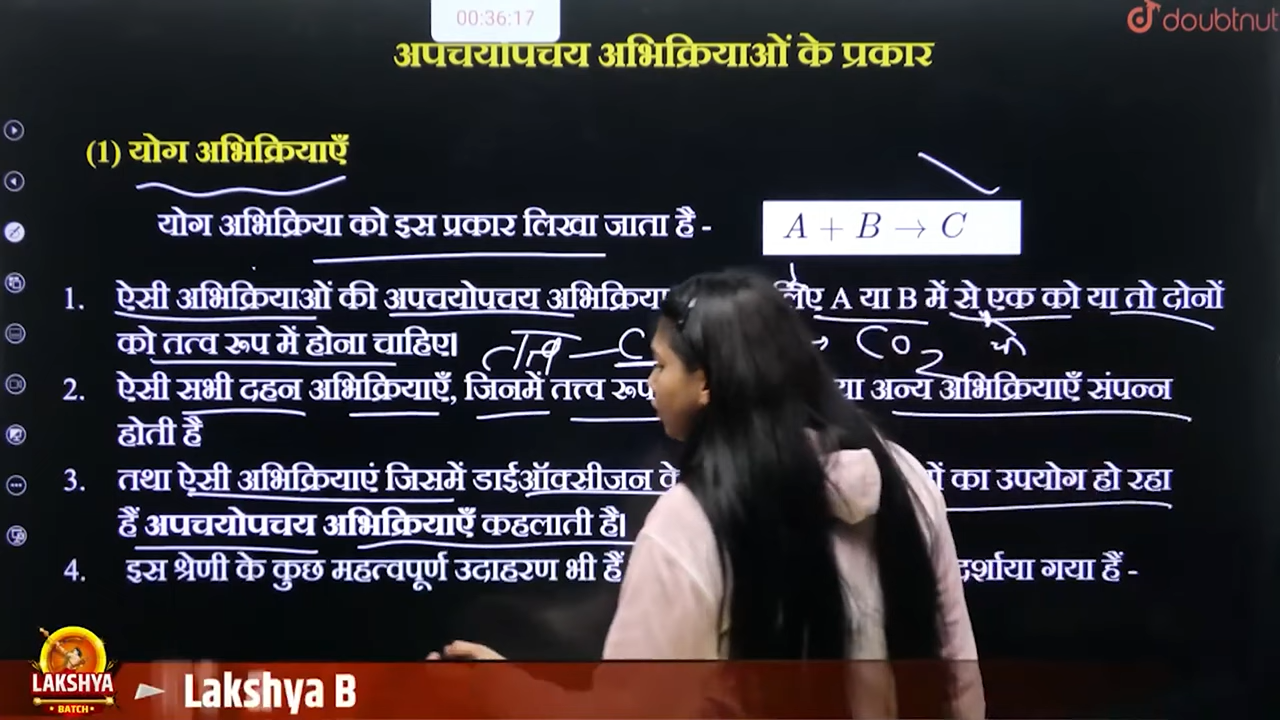 00:36:17
doubtnut
अपचयोपचय अभिक्रियाओं के प्रकार
(1) योग अभिक्रियाएँ
योग अभिक्रिया को इस प्रकार लिखा जाता है -
A + B → C
1. ऐसी अभिक्रियाओं की अपचयोपचय A या B में से एक को या तो दोनों
को तत्व रूप में होना चाहिए।
CO2
2. ऐसी सभी दहन अभिक्रियाएँ, जिनमें तत्त्व या अन्य अभिक्रियाएँ संपन्न
होती है
3. तथा ऐसी अभिक्रियाएं जिसमें डाईऑक्सीजन के का उपयोग हो रहा
हैं अपचयोपचय अभिक्रियाएँ कहलाती है।
4. इस श्रेणी के कुछ महत्वपूर्ण उदाहरण भी हैं दर्शाया गया हैं -
LAKSHYA
BATCH
Lakshya B